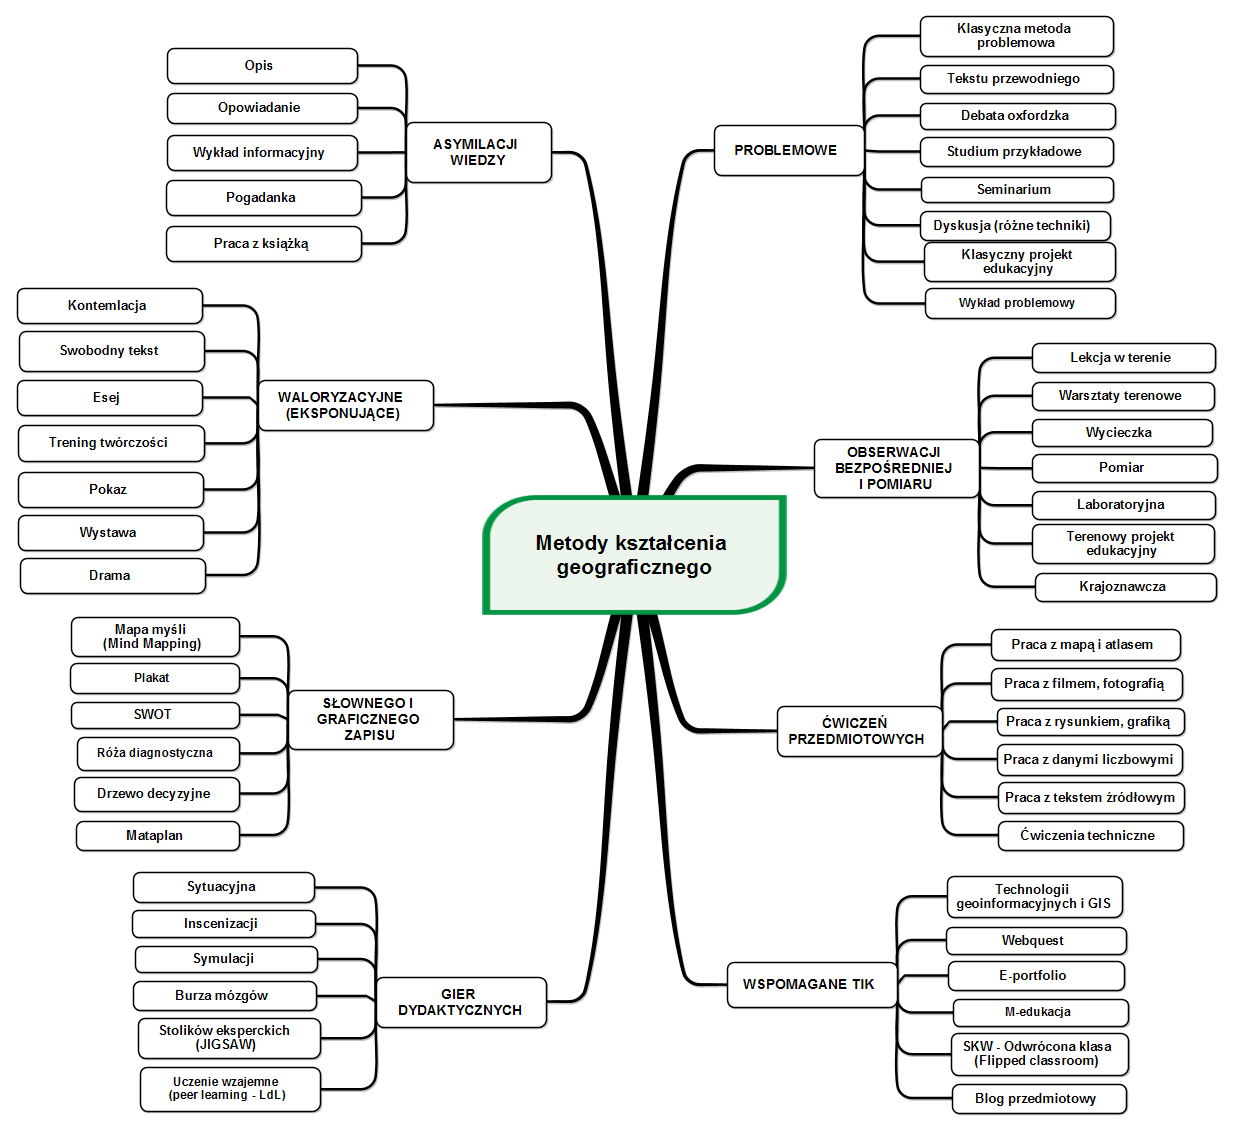 Metody kształcenia
geograficznego
ASYMILACJI
WIEDZY
Opis
Opowiadanie
Wykład informacyjny
Pogadanka
Praca z książką
WALORYZACYJNE
(EKSPONUJĄCE)
Kontemlacja
Swobodny tekst
Esej
Trening twórczości
Pokaz
Wystawa
Drama
SŁOWNEGO I
GRAFICZNEGO
ZAPISU
Mapa myśli
(Mind Mapping)
Plakat
SWOT
Róża diagnostyczna
Drzewo decyzyjne
Mataplan
GIER
DYDAKTYCZNYCH
Sytuacyjna
Inscenizacji
Symulacji
Burza mózgów
Stolików eksperckich
(JIGSAW)
Uczenie wzajemne
(peer learning - LdL)
PROBLEMOWE
Klasyczna metoda
problemowa
Tekstu przewodniego
Debata oxfordzka
Studium przykładowe
Seminarium
Dyskusja (różne techniki)
Klasyczny projekt
edukacyjny
Wykład problemowy
OBSERWACJI
BEZPOŚREDNIEJ
I POMIARU
Lekcja w terenie
Warsztaty terenowe
Wycieczka
Pomiar
Laboratoryjna
Terenowy projekt
edukacyjny
Krajoznawcza
ĆWICZEŃ
PRZEDMIOTOWYCH
Praca z mapą i atlasem
Praca z filmem, fotografią
Praca z rysunkiem, grafiką
Praca z danymi liczbowymi
Praca z tekstem źródłowym
Ćwiczenia techniczne
WSPOMAGANE TIK
Technologii
geoinformacyjnych i GIS
Webquest
E-portfolio
M-edukacja
SKW - Odwrócona klasa
(Flipped classroom)
Blog przedmiotowy